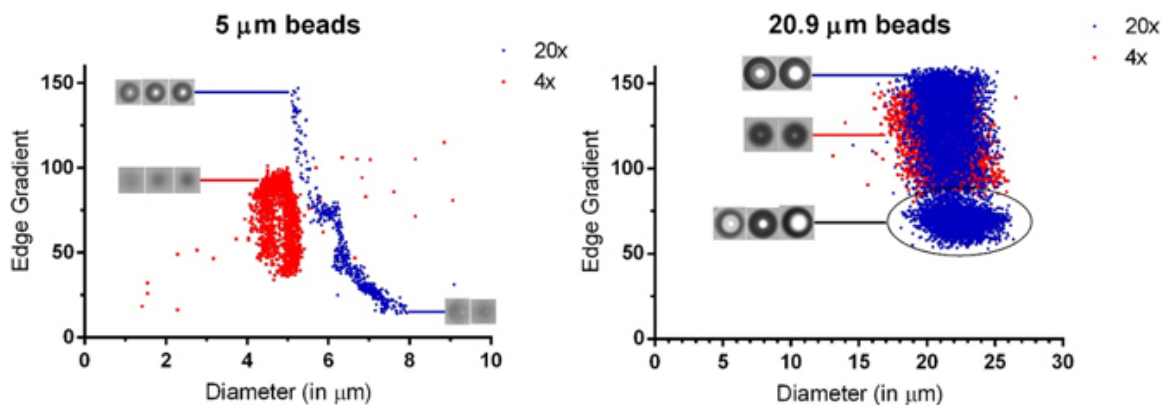 5 μm beads
20x
4x
150
100
50
0
Edge Gradient
0 2 4 6 8 10
Diameter (in μm)
20.9 μm beads
20x
4x
150
100
50
0
Edge Gradient
0 5 10 15 20 25 30
Diameter (in μm)